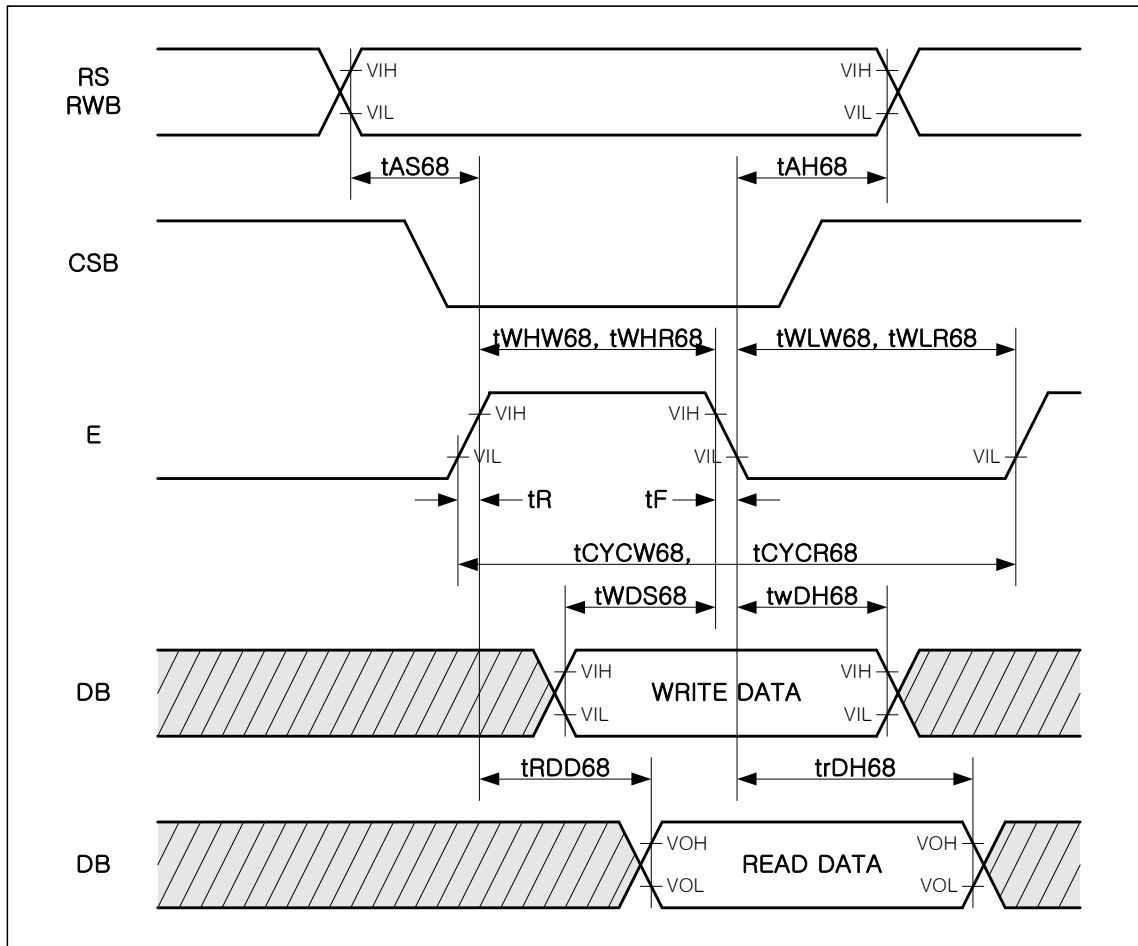 RS
RWB
VIH
VIL
VIH
VIL
tAS68
tAH68
CSB
tWHW68, tWHR68
tWLW68, tWLR68
E
VIH
VIL
VIH
VIL
VIL
tR
tF
tCYCW68, tCYCR68
tWDS68
twDH68
DB
VIH
VIL
WRITE DATA
VIH
VIL
tRDD68
trDH68
DB
VOH
VOL
READ DATA
VOH
VOL